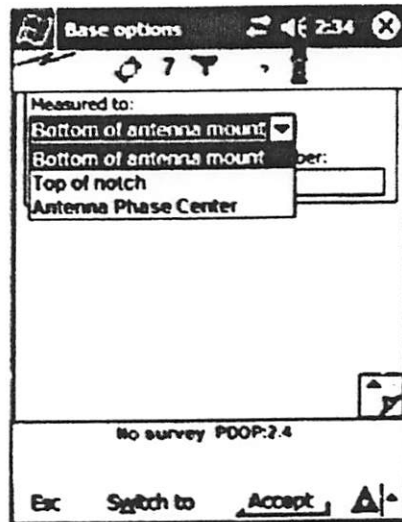 Base options 2:34
7
Measured to:
Bottom of antenna mount
Bottom of antenna mount
ber:
Top of notch
Antenna Phase Center
No survey PDOP:2.4
Esc Switch to Accept